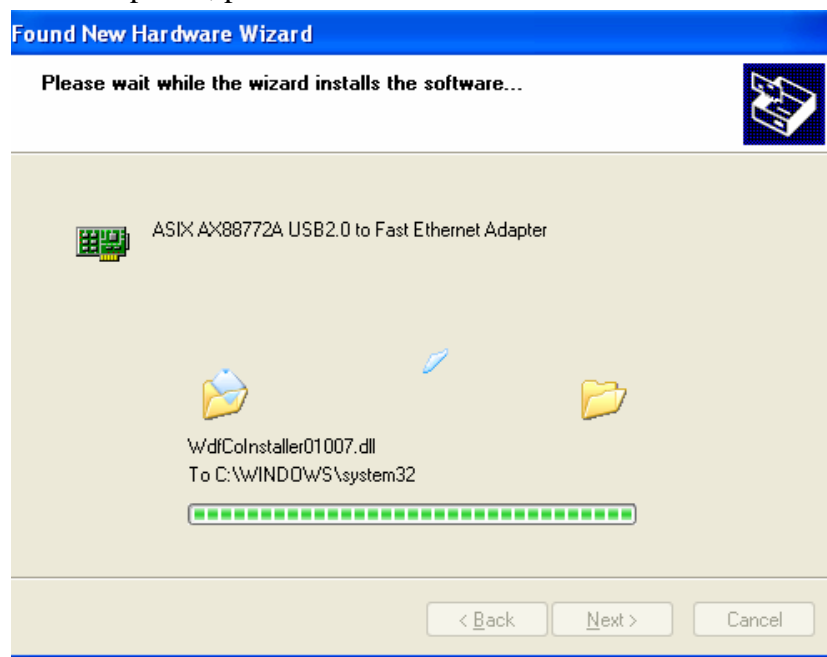 Found New Hardware Wizard
Please wait while the wizard installs the software...
ASIX AX88772A USB2.0 to Fast Ethernet Adapter
WdfCoInstaller01007.dll
To C:\WINDOWS\system32
< Back
Next >
Cancel